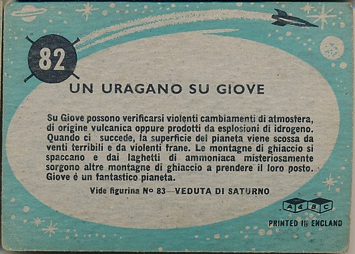 82
UN URAGANO SU GIOVE
Su Giove possono verificarsi violenti cambiamenti di atmosfera,
di origine vulcanica oppure prodotti da esplosioni di idrogeno.
Quando ci succede, la superficie del pianeta viene scossa da
venti terribili e da violenti frane. Le montagne di ghiaccio si
spaccano e dai laghetti di ammoniaca misteriosamente
sorgono altre montagne di ghiaccio a prendere il loro posto.
Giove é un fantastico pianeta.
Vide figurina No 83—VEDUTA DI SATURNO
A&BC
PRINTED IN ENGLAND